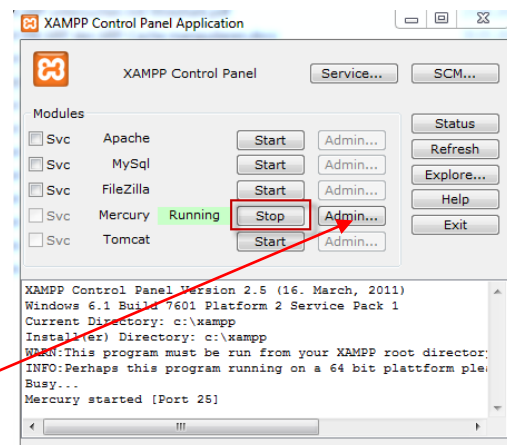 XAMPP Control Panel Application
XAMPP Control Panel Service... SCM...
Modules
Svc Apache Start Admin...
Svc MySql Start Admin...
Svc FileZilla Start Admin...
Svc Mercury Running Stop Admin...
Svc Tomcat Start Admin...
Status
Refresh
Explore...
Help
Exit
XAMPP Control Panel Version 2.5 (16. March, 2011)
Windows 6.1 Build 7601 Platform 2 Service Pack 1
Current Directory: c:\xampp
Install(er) Directory: c:\xampp
WARN:This program must be run from your XAMPP root director
INFO:Perhaps this program running on a 64 bit plattform ple
Busy...
Mercury started [Port 25]